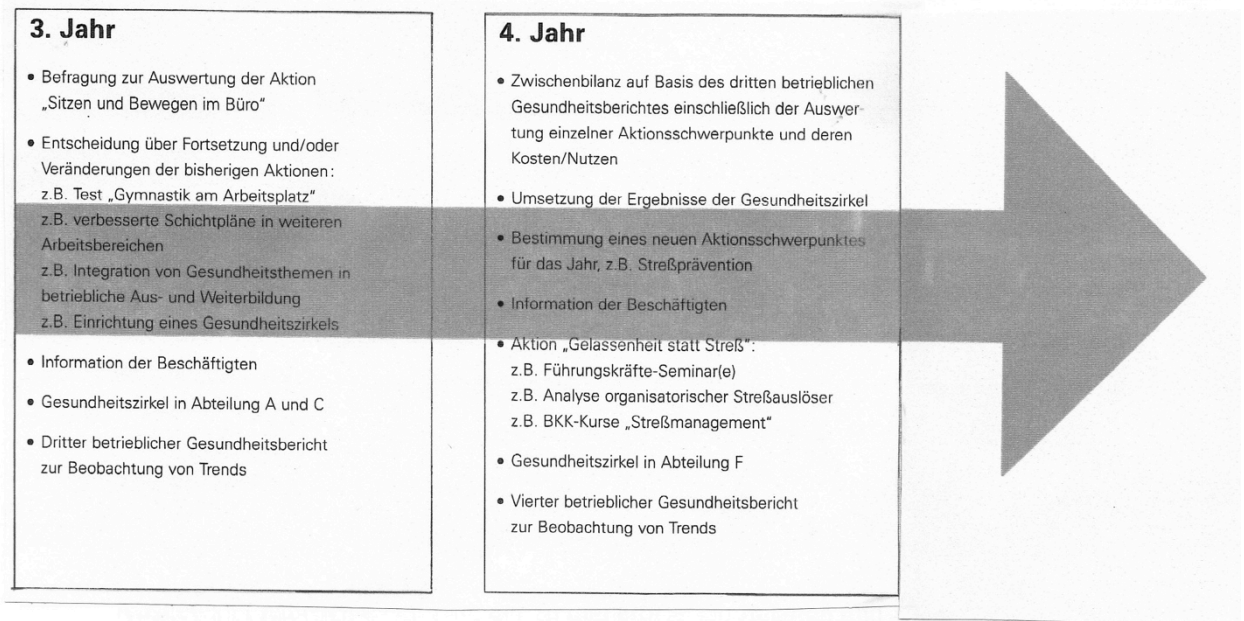 3. Jahr
• Befragung zur Auswertung der Aktion
„Sitzen und Bewegen im Büro“
• Entscheidung über Fortsetzung und/oder
Veränderungen der bisherigen Aktionen:
z.B. Test „Gymnastik am Arbeitsplatz“
z.B. verbesserte Schichtpläne in weiteren
Arbeitsbereichen
z.B. Integration von Gesundheitsthemen in
betriebliche Aus- und Weiterbildung
z.B. Einrichtung eines Gesundheitszirkels
• Information der Beschäftigten
• Gesundheitszirkel in Abteilung A und C
• Dritter betrieblicher Gesundheitsbericht
zur Beobachtung von Trends
4. Jahr
• Zwischenbilanz auf Basis des dritten betrieblichen
Gesundheitsberichtes einschließlich der Auswer-
tung einzelner Aktionsschwerpunkte und deren
Kosten/Nutzen
• Umsetzung der Ergebnisse der Gesundheitszirkel
• Bestimmung eines neuen Aktionsschwerpunktes
für das Jahr, z.B. Streßprävention
• Information der Beschäftigten
• Aktion „Gelassenheit statt Streß“:
z.B. Führungskräfte-Seminar(e)
z.B. Analyse organisatorischer Streßauslöser
z.B. BKK-Kurse „Streßmanagement“
• Gesundheitszirkel in Abteilung F
• Vierter betrieblicher Gesundheitsbericht
zur Beobachtung von Trends